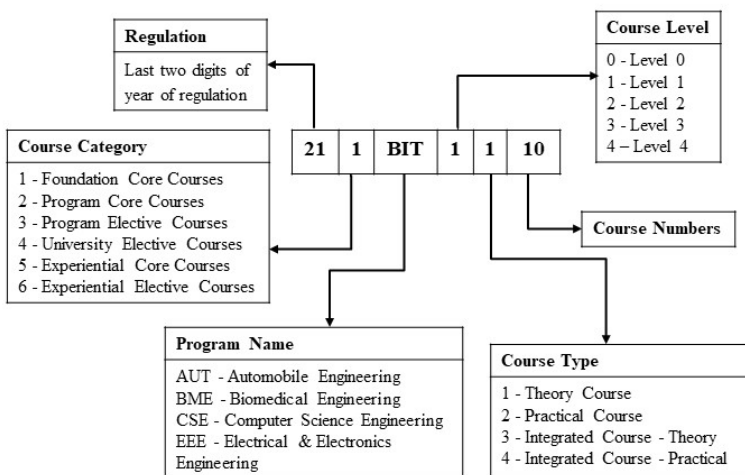 Regulation
Last two digits of
year of regulation
Course Level
0 - Level 0
1 - Level 1
2 - Level 2
3 - Level 3
4 – Level 4
21 1 BIT 1 1 10
Course Category
1 - Foundation Core Courses
2 - Program Core Courses
3 - Program Elective Courses
4 - University Elective Courses
5 - Experiential Core Courses
6 - Experiential Elective Courses
Course Numbers
Program Name
AUT - Automobile Engineering
BME - Biomedical Engineering
CSE - Computer Science Engineering
EEE - Electrical & Electronics
Engineering
Course Type
1 - Theory Course
2 - Practical Course
3 - Integrated Course - Theory
4 - Integrated Course - Practical